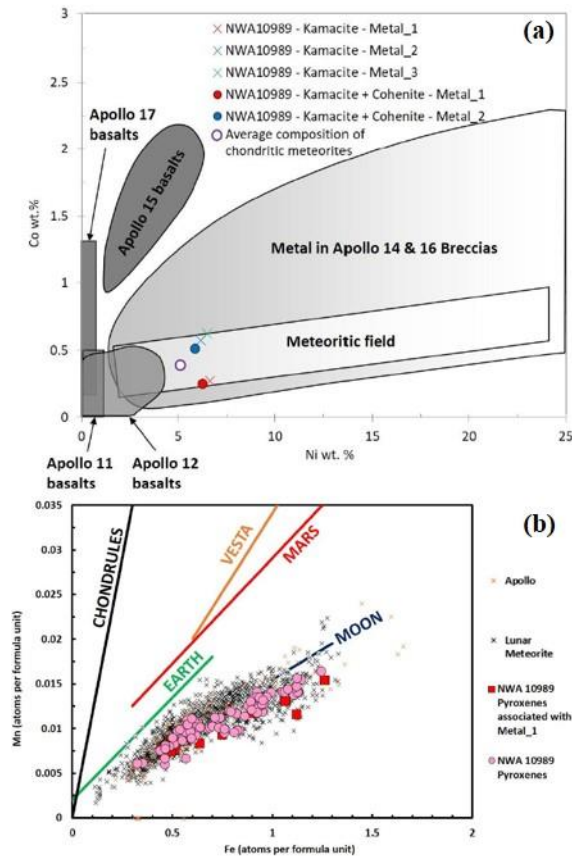 (a)
3
2.5
2
1.5
1
0.5
0
Co wt.%
× NWA10989 - Kamacite - Metal_1
× NWA10989 - Kamacite - Metal_2
× NWA10989 - Kamacite - Metal_3
NWA10989 - Kamacite + Cohenite - Metal_1
NWA10989 - Kamacite + Cohenite - Metal_2
Average composition of
chondritic meteorites
Apollo 17
basalts
Apollo 15 basalts
Metal in Apollo 14 & 16 Breccias
Meteoritic field
0
5
10
15
20
25
Ni wt. %
Apollo 11
basalts
Apollo 12
basalts
(b)
0.035
0.03
0.025
0.02
0.015
0.01
0.005
0
Mn (atoms per formula unit)
CHONDRULES
VESTA
MARS
EARTH
MOON
Apollo
Lunar
Meteorite
NWA 10989
Pyroxenes
associated with
Metal_1
NWA 10989
Pyroxenes
0
0.5
1
1.5
2
Fe (atoms per formula unit)